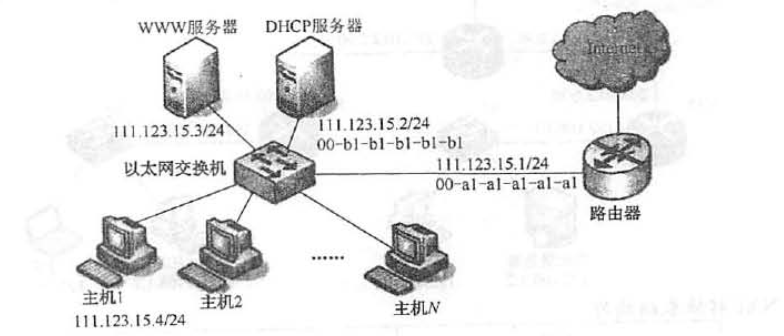 WWW服务器
DHCP服务器
Internet
111.123.15.3/24
111.123.15.2/24
00-b1-b1-b1-b1-b1
以太网交换机
111.123.15.1/24
00-a1-a1-a1-a1-a1
路由器
主机1
主机2
......
主机N
111.123.15.4/24